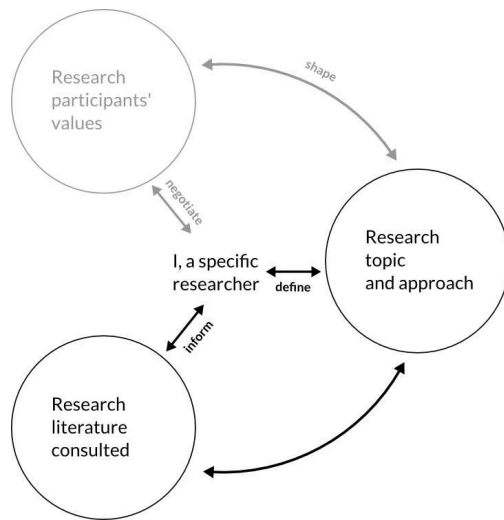 Research
participants'
values
shape
negotiate
I, a specific
researcher
define
Research
topic
and approach
inform
Research
literature
consulted